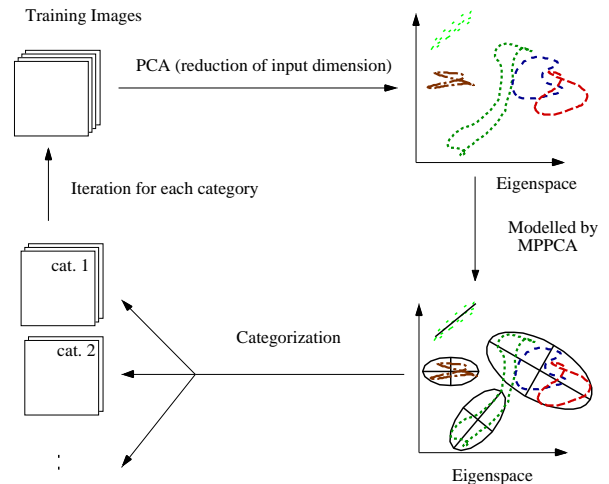 Training Images
PCA (reduction of input dimension)
Eigenspace
Iteration for each category
Modelled by
MPPCA
cat. 1
cat. 2
Categorization
Eigenspace